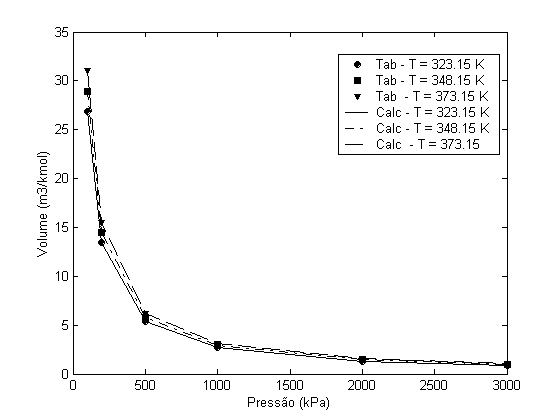 35
30
25
20
15
10
5
0
Volume (m3/kmol)
Tab - T = 323.15 K
Tab - T = 348.15 K
Tab - T = 373.15 K
Calc - T = 323.15 K
Calc - T = 348.15 K
Calc - T = 373.15
0 500 1000 1500 2000 2500 3000
Pressão (kPa)